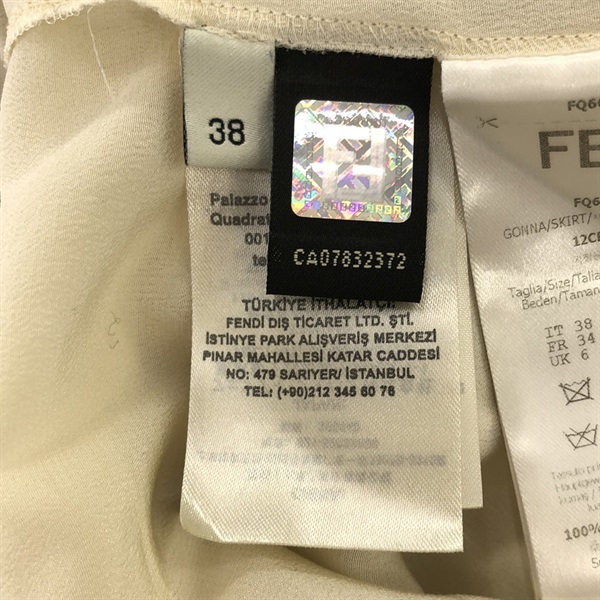 38
CA07832372
Palazzo
Quadrat
001
te
TÜRKİYE İTHALATÇI:
FENDİ DIŞ TİCARET LTD. ŞTİ.
İSTİNYE PARK ALIŞVERİŞ MERKEZİ
PINAR MAHALLESİ KATAR CADDESİ
NO: 479 SARIYER/ İSTANBUL
TEL: (+90)212 345 60 76
FQ6
FE
FQ6
GONNA/SKIRT/
12CE
Taglia/Size/Talla
Beden/Taman
IT 38
FR 34
UK 6
100%